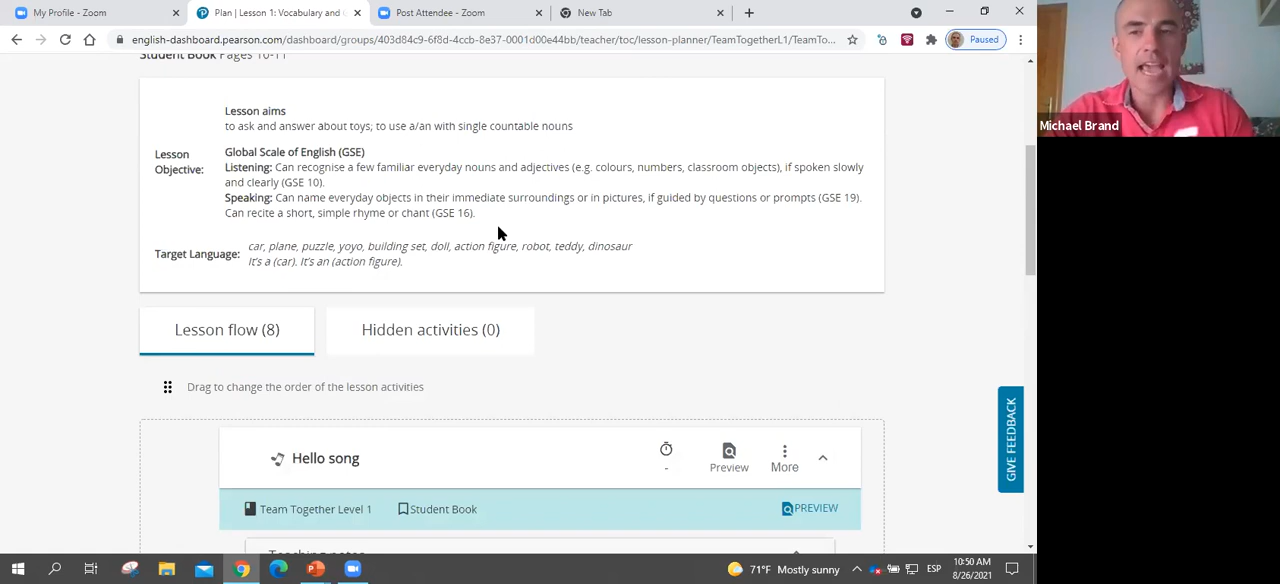 My Profile - Zoom
Plan | Lesson 1: Vocabulary and
Post Attendee - Zoom
New Tab
english-dashboard.pearson.com/dashboard/groups/403d84c9-6f8d-4ccb-8e37-0001d00e44bb/teacher/toc/lesson-planner/TeamTogetherL1/TeamTo...
Paused
Michael Brand
Student Book Pages 10-11
Lesson aims
to ask and answer about toys; to use a/an with single countable nouns
Lesson Objective:
Global Scale of English (GSE)
Listening: Can recognise a few familiar everyday nouns and adjectives (e.g. colours, numbers, classroom objects), if spoken slowly
and clearly (GSE 10).
Speaking: Can name everyday objects in their immediate surroundings or in pictures, if guided by questions or prompts (GSE 19).
Can recite a short, simple rhyme or chant (GSE 16).
Target Language:
car, plane, puzzle, yoyo, building set, doll, action figure, robot, teddy, dinosaur
It's a (car). It's an (action figure).
Lesson flow (8)
Hidden activities (0)
Drag to change the order of the lesson activities
GIVE FEEDBACK
Hello song
-
Preview
More
Team Together Level 1
Student Book
PREVIEW
Teaching notes
71°F Mostly sunny
ESP
10:50 AM
8/26/2021